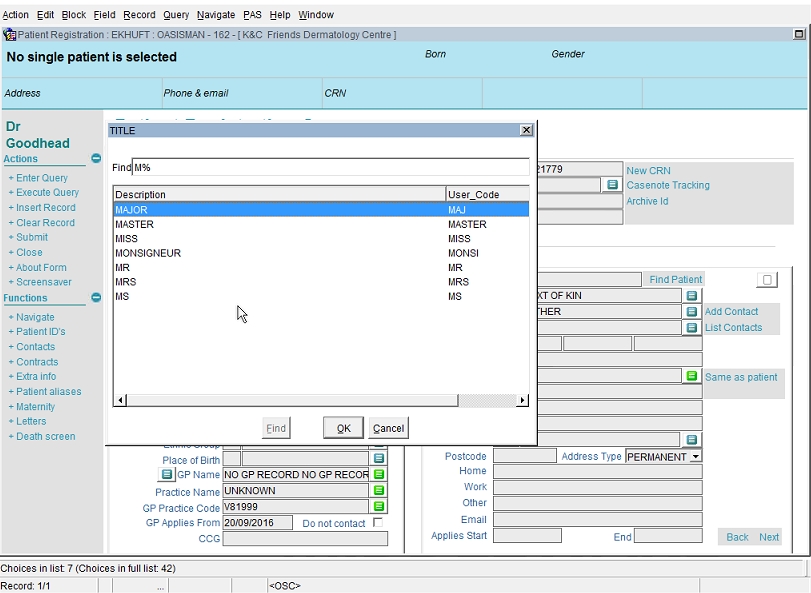 Action Edit Block Field Record Query Navigate PAS Help Window
Patient Registration : EKHUFT : OASISMAN - 162 - [ K&C Friends Dermatology Centre ]
No single patient is selected
Born
Gender
Address
Phone & email
CRN
Dr
Goodhead
Actions
+ Enter Query
+ Execute Query
+ Insert Record
+ Clear Record
+ Submit
+ Close
+ About Form
+ Screensaver
Functions
+ Navigate
+ Patient ID's
+ Contacts
+ Contracts
+ Extra info
+ Patient aliases
+ Maternity
+ Letters
+ Death screen
TITLE
Find M%
Description User_Code
MAJOR MAJ
MASTER MASTER
MISS MISS
MONSIGNEUR MONSI
MR MR
MRS MRS
MS MS
Find OK Cancel
21779 New CRN
Casenote Tracking
Archive Id
Find Patient
XT OF KIN
THER Add Contact
List Contacts
Same as patient
Place of Birth
GP Name NO GP RECORD NO GP RECOR
Practice Name UNKNOWN
GP Practice Code V81999
GP Applies From 20/09/2016 Do not contact
CCG
Postcode Address Type PERMANENT
Home
Work
Other
Email
Applies Start End
Back Next
Choices in list: 7 (Choices in full list: 42)
Record: 1/1 ... <OSC>